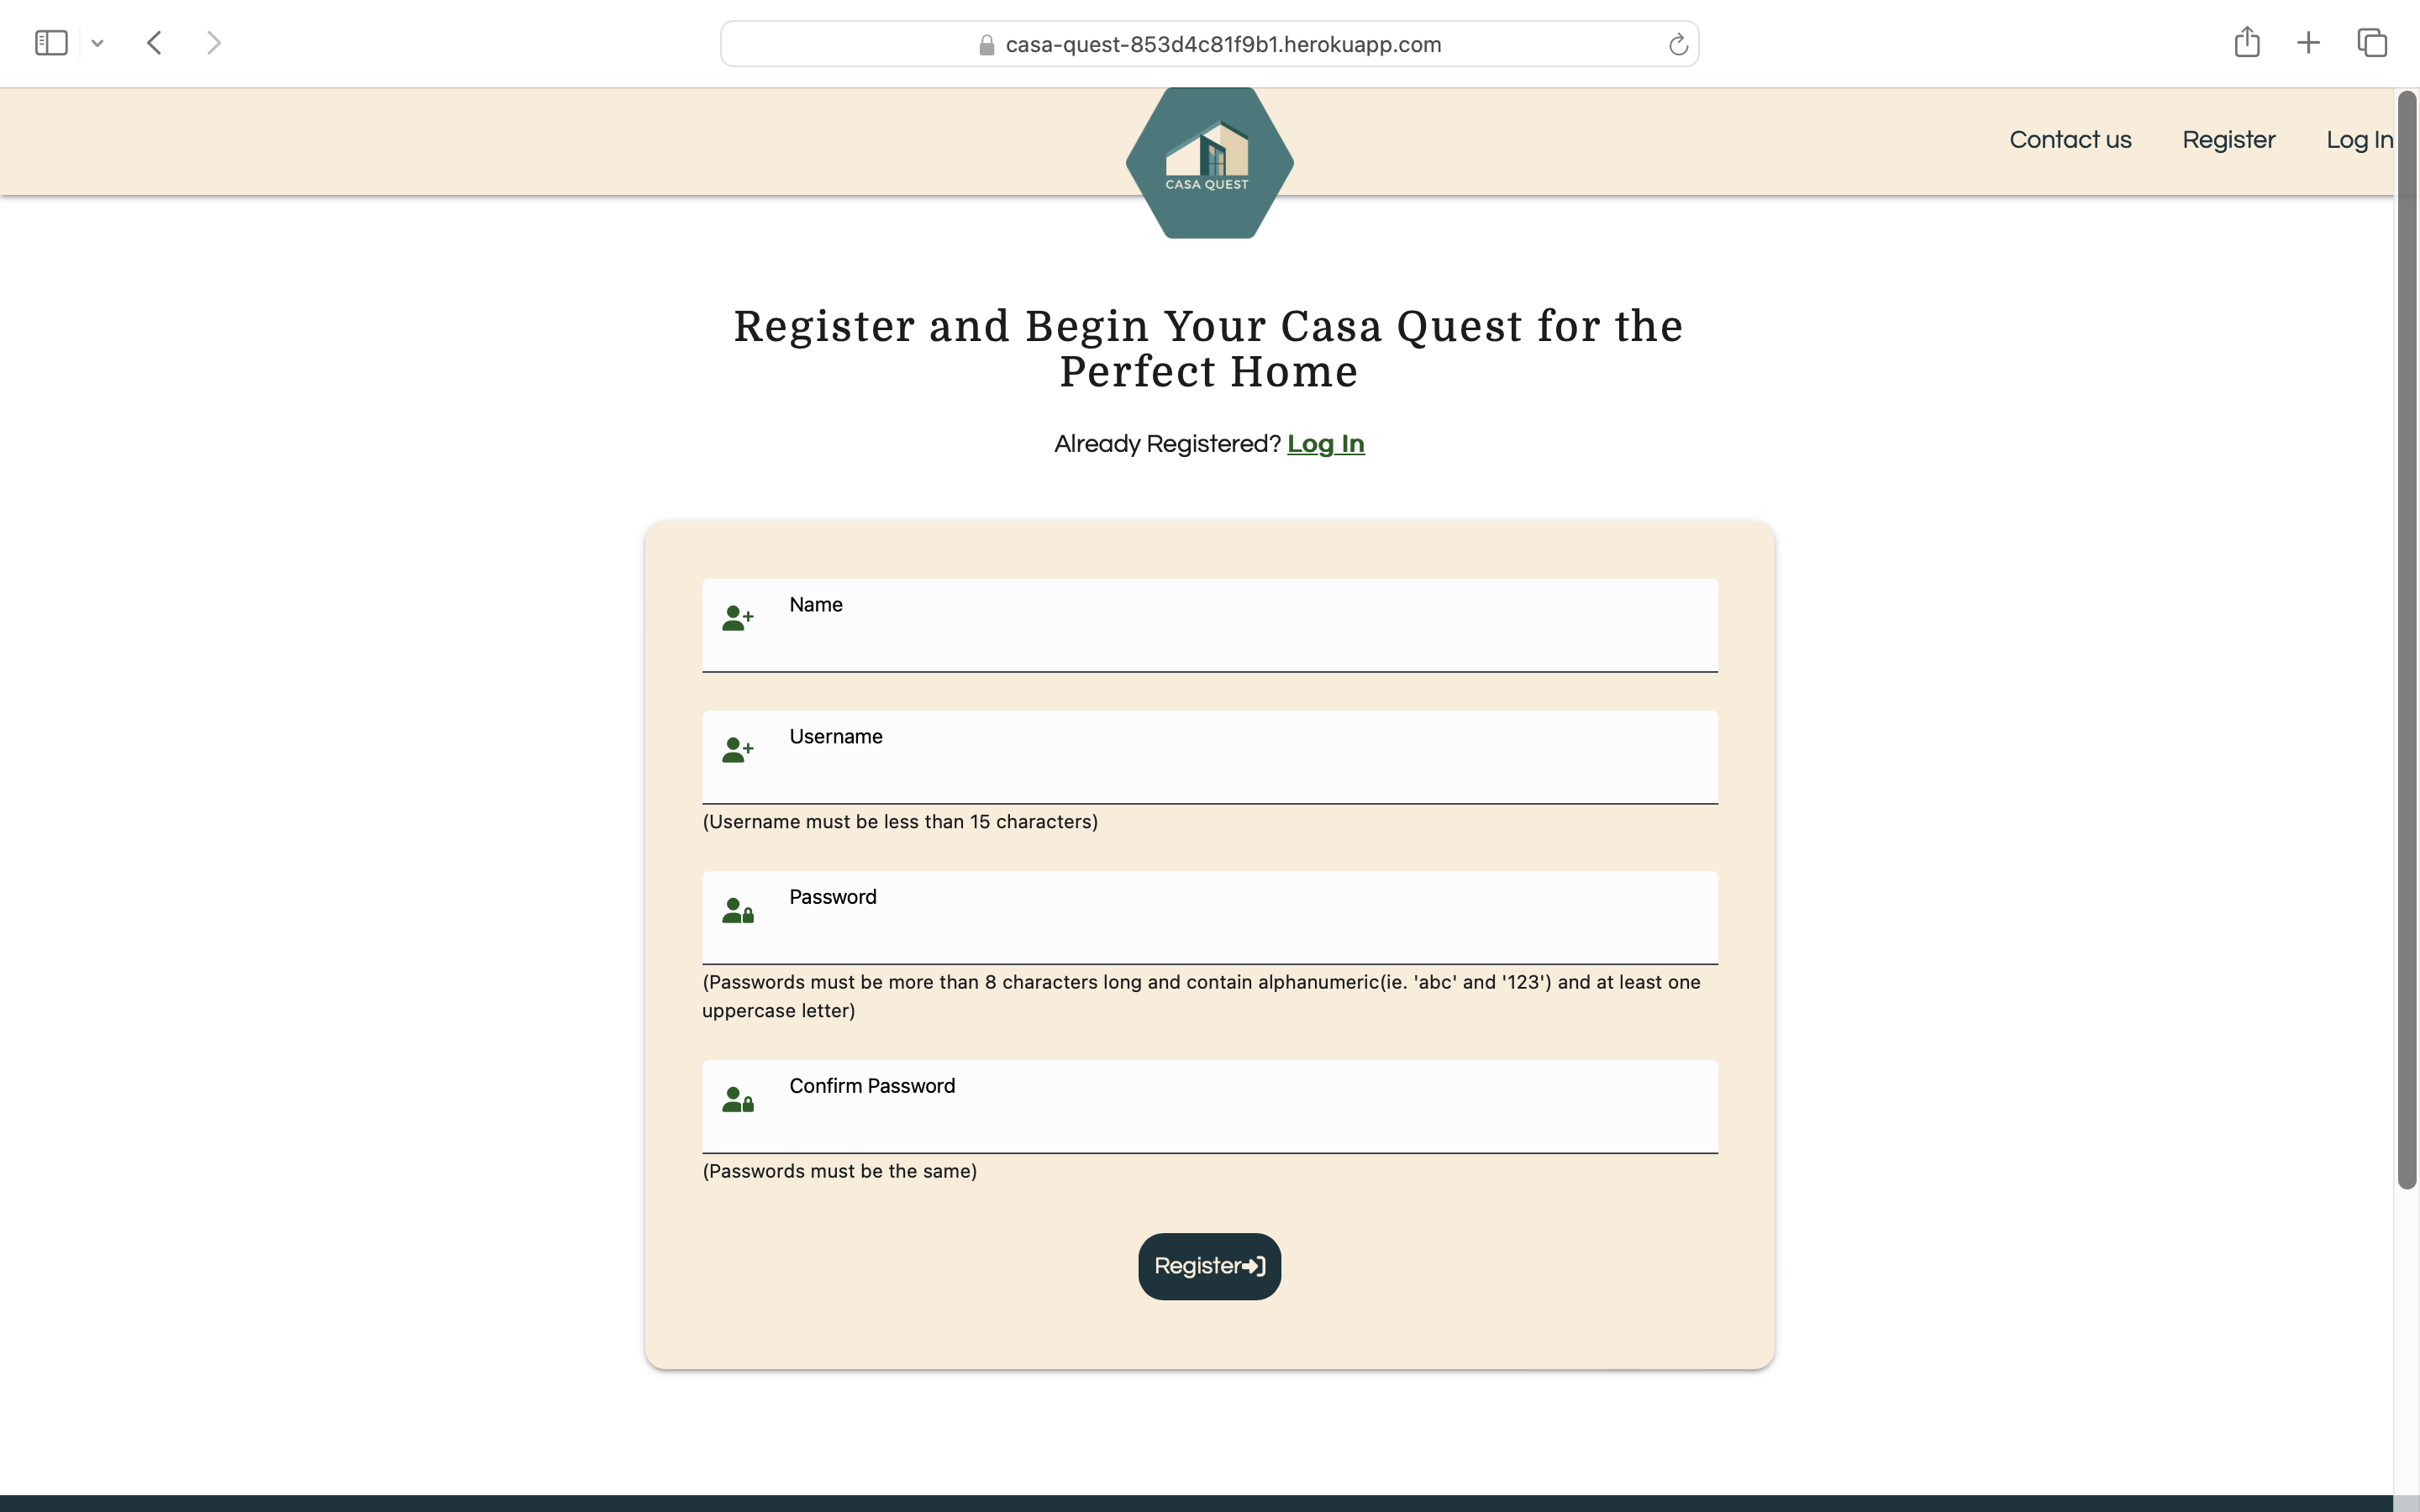 casa-quest-853d4c81f9b1.herokuapp.com
CASA QUEST
Contact us
Register
Log In
Register and Begin Your Casa Quest for the
Perfect Home
Already Registered? Log In
Name
Username
(Username must be less than 15 characters)
Password
(Passwords must be more than 8 characters long and contain alphanumeric(ie. 'abc' and '123') and at least one
uppercase letter)
Confirm Password
(Passwords must be the same)
Register